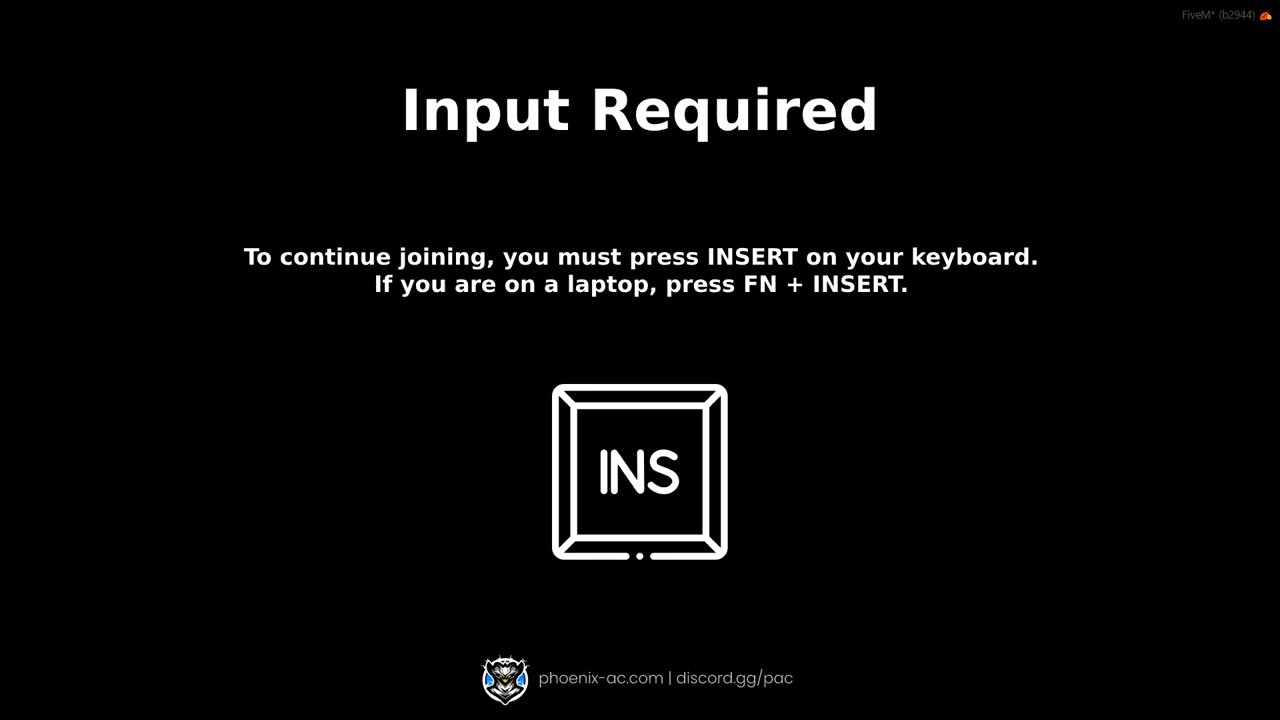 FiveM* (b2944)
Input Required
To continue joining, you must press INSERT on your keyboard.
If you are on a laptop, press FN + INSERT.
INS
phoenix-ac.com | discord.gg/pac